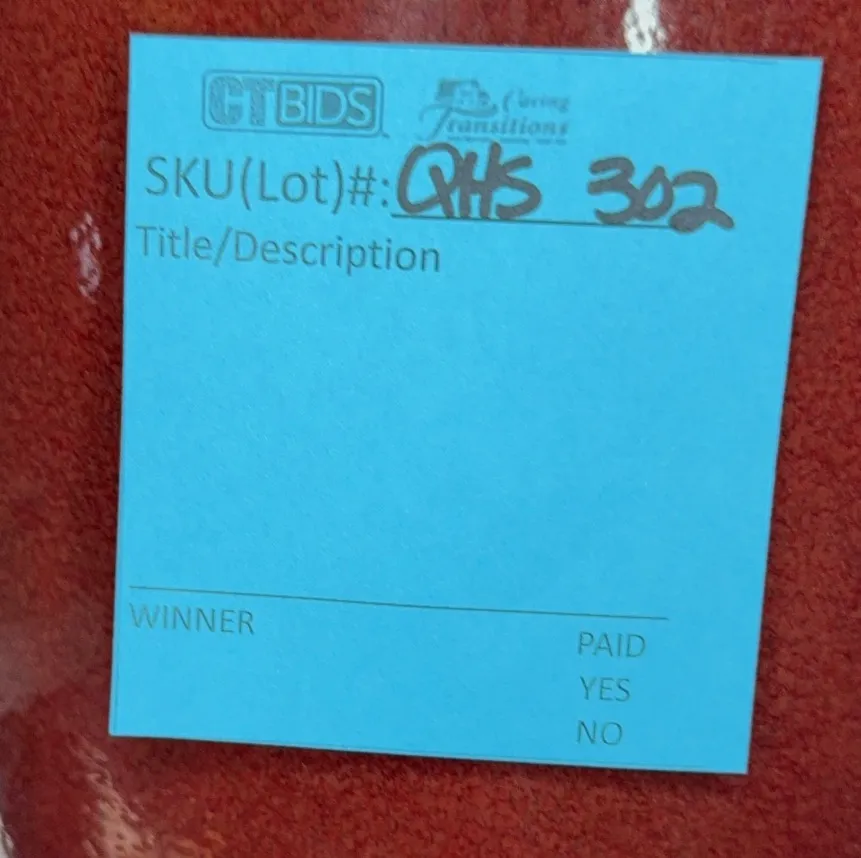 CTBIDS
Caring
Transitions
SKU(Lot)#: QHS 302
Title/Description
WINNER
PAID
YES
NO